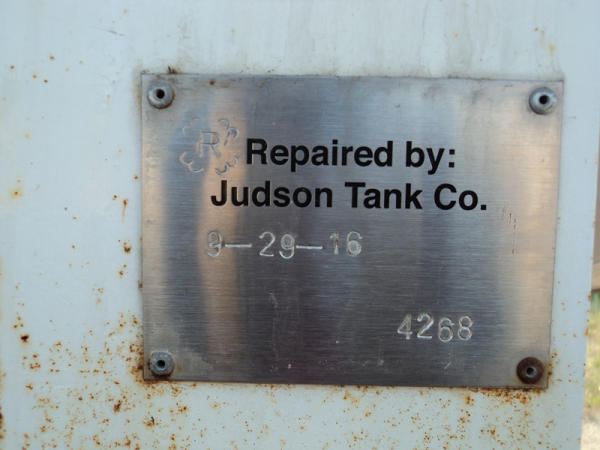 R Repaired by:
Judson Tank Co.
9-29-16
4268